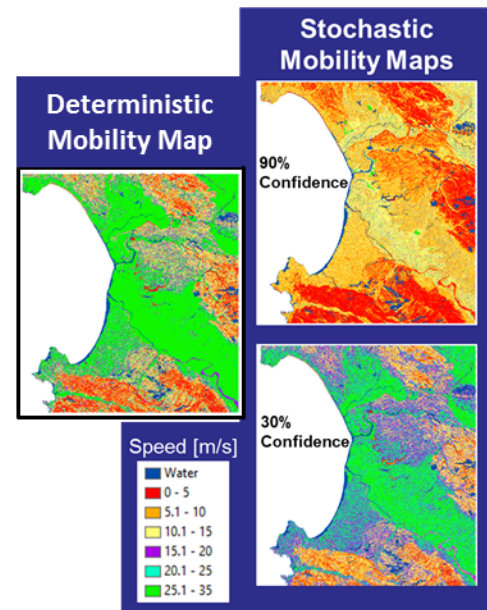 Stochastic
Mobility Maps
Deterministic
Mobility Map
90%
Confidence
30%
Confidence
Speed [m/s]
Water
0 - 5
5.1 - 10
10.1 - 15
15.1 - 20
20.1 - 25
25.1 - 35